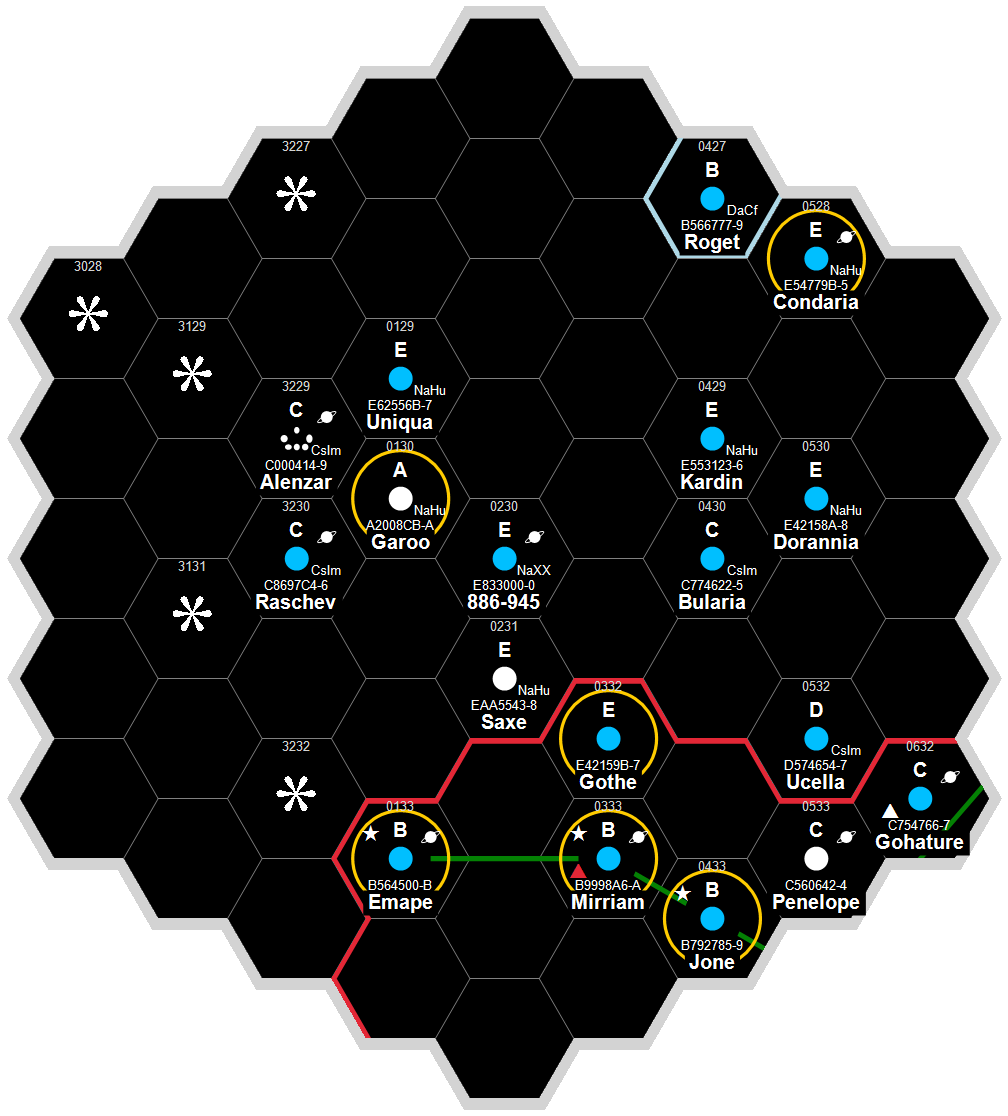 3227
0427
B
DaCf
B566777-9
Roget
0528
E
NaHu
E54779B-5
Condaria
3028
3129
0129
E
NaHu
E62556B-7
Uniqua
3229
C
CsIm
C000414-9
Alenzar
0429
E
NaHu
E553123-6
Kardin
0130
A
NaHu
A2008CB-A
Garoo
0530
E
NaHu
E42158A-8
Dorannia
3230
C
CsIm
C8697C4-6
Raschev
0230
E
NaXX
E833000-0
886-945
0430
C
CsIm
C774622-5
Bularia
3131
0231
E
NaHu
EAA5543-8
Saxe
0332
E
E42159B-7
Gothe
0532
D
CsIm
D574654-7
Ucella
3232
0632
C
C754766-7
Gohature
0133
B
B564500-B
Emape
0333
B
B9998A6-A
Mirriam
0533
C
C560642-4
Penelope
0433
B
B792785-9
Jone